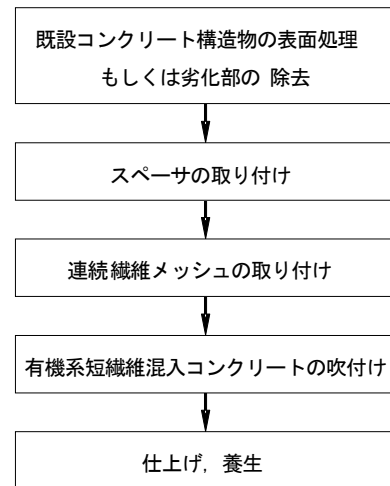 既設コンクリート構造物の表面処理
もしくは劣化部の 除去
スペーサの取り付け
連続繊維メッシュの取り付け
有機系短繊維混入コンクリートの吹付け
仕上げ，養生